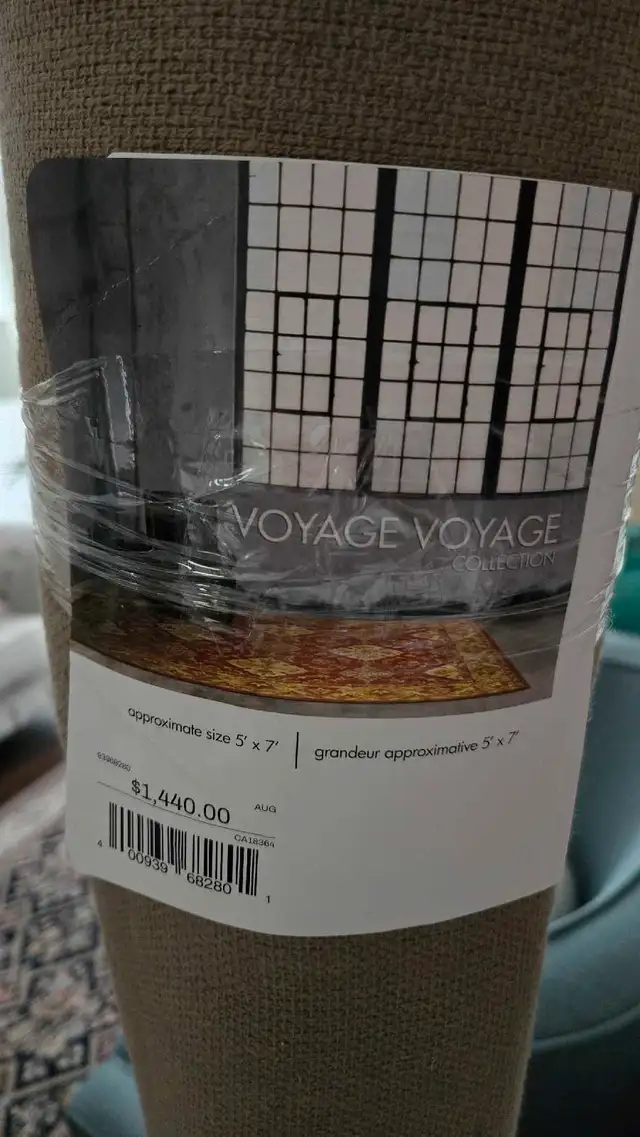 VOYAGE VOYAGE
COLLECTION
approximate size 5' x 7'
grandeur approximative 5' x 7'
93968280
$1,440.00
AUG
CA18364
4 00939 68280 1